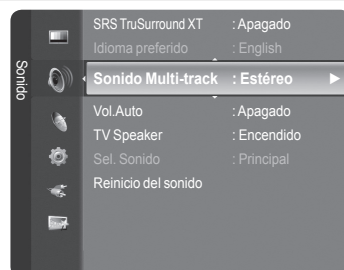 Sonido
SRS TruSurround XT : Apagado
Idioma preferido : English
Sonido Multi-track : Estéreo
Vol.Auto : Apagado
TV Speaker : Encendido
Sel. Sonido : Principal
Reinicio del sonido